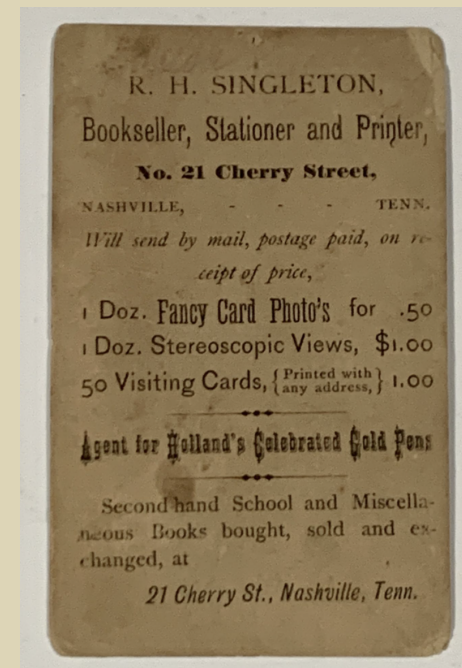 R. H. SINGLETON,
Bookseller, Stationer and Printer,
No. 21 Cherry Street,
NASHVILLE, - - - TENN.
Will send by mail, postage paid, on re-
ceipt of price,
1 Doz. Fancy Card Photo's for .50
1 Doz. Stereoscopic Views, $1.00
50 Visiting Cards, { Printed with any address, } 1.00
Agent for Holland's Celebrated Gold Pens
Second hand School and Miscella-
neous Books bought, sold and ex-
changed, at
21 Cherry St., Nashville, Tenn.